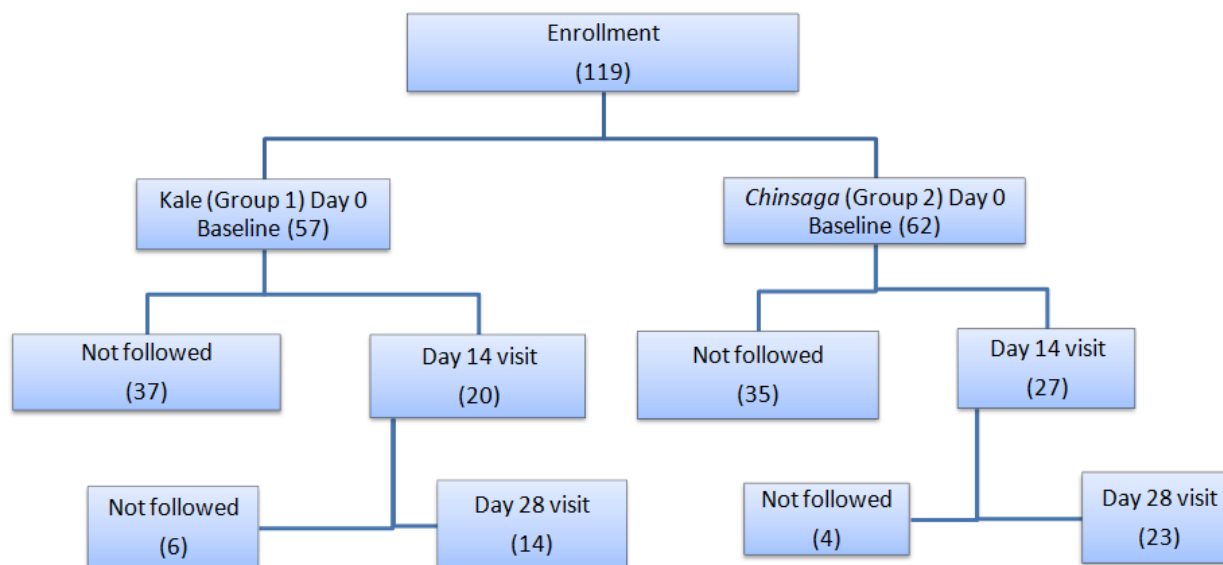 Enrollment
(119)
Kale (Group 1) Day 0
Baseline (57)
Chinsaga (Group 2) Day 0
Baseline (62)
Not followed
(37)
Day 14 visit
(20)
Not followed
(35)
Day 14 visit
(27)
Not followed
(6)
Day 28 visit
(14)
Not followed
(4)
Day 28 visit
(23)